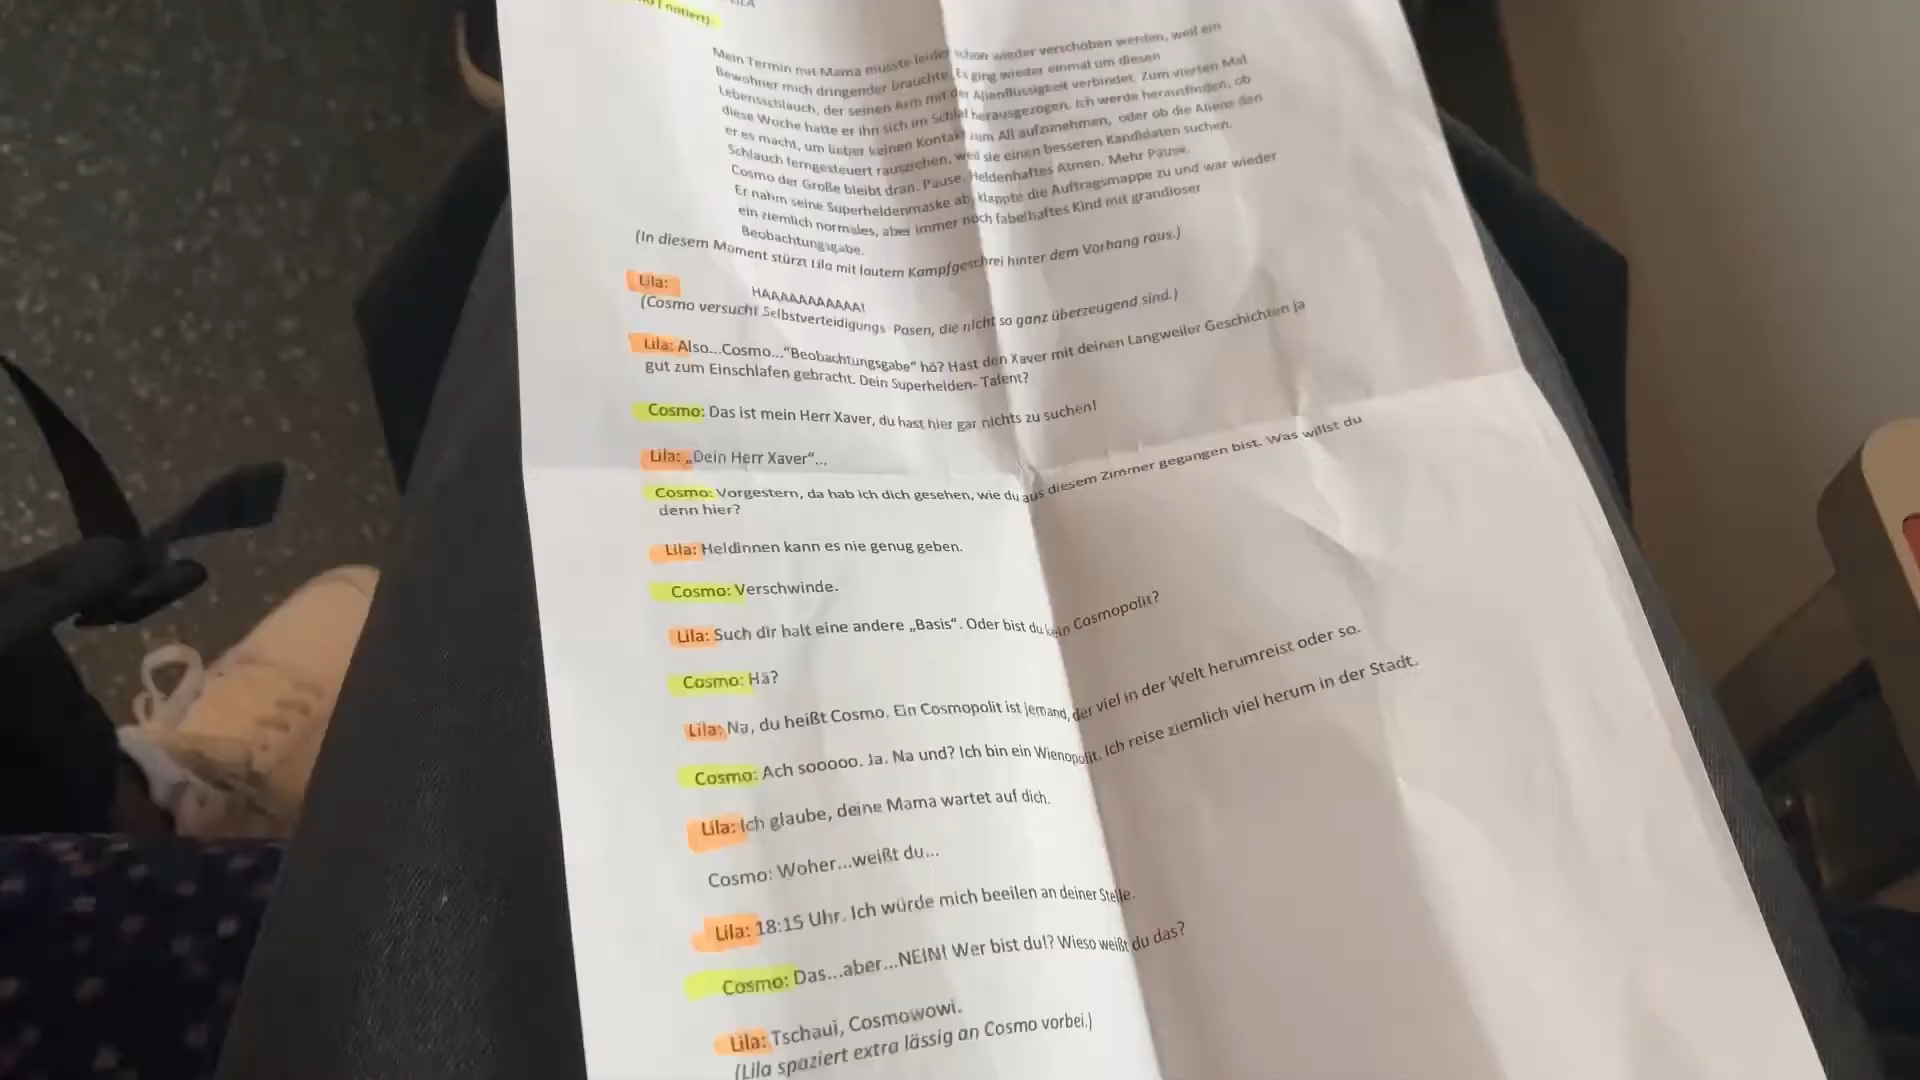 notiert).
LILA
Mein Termin mit Mama musste leider schon wieder verschoben werden, weil ein
Bewohner mich dringender brauchte. Es ging wieder einmal um diesen
Lebensschlauch, der seinen Arm mit der Alienflüssigkeit verbindet. Zum vierten Mal
diese Woche hatte er ihn sich im Schlaf herausgezogen. Ich werde herausfinden, ob
er es macht, um lieber keinen Kontakt zum All aufzunehmen, oder ob die Aliens den
Schlauch ferngesteuert rausziehen, weil sie einen besseren Kandidaten suchen.
Cosmo der Große bleibt dran. Pause. Heldenhaftes Atmen. Mehr Pause.
Er nahm seine Superheldenmaske ab, klappte die Auftragsmappe zu und war wieder
ein ziemlich normales, aber immer noch fabelhaftes Kind mit grandioser
Beobachtungsgabe.
(In diesem Moment stürzt Lila mit lautem Kampfgeschrei hinter dem Vorhang raus.)
Lila: HAAAAAAAAAAA!
(Cosmo versucht Selbstverteidigungs-Posen, die nicht so ganz überzeugend sind.)
Lila: Also...Cosmo..."Beobachtungsgabe" hö? Hast den Xaver mit deinen Langweiler Geschichten ja
gut zum Einschlafen gebracht. Dein Superhelden- Talent?
Cosmo: Das ist mein Herr Xaver, du hast hier gar nichts zu suchen!
Lila: „Dein Herr Xaver"...
Cosmo: Vorgestern, da hab ich dich gesehen, wie du aus diesem Zimmer gegangen bist. Was willst du
denn hier?
Lila: Heldinnen kann es nie genug geben.
Cosmo: Verschwinde.
Lila: Such dir halt eine andere „Basis". Oder bist du kein Cosmopolit?
Cosmo: Hä?
Lila: Na, du heißt Cosmo. Ein Cosmopolit ist jemand, der viel in der Welt herumreist oder so.
Cosmo: Ach sooooo. Ja. Na und? Ich bin ein Wienopolit. Ich reise ziemlich viel herum in der Stadt.
Lila: Ich glaube, deine Mama wartet auf dich.
Cosmo: Woher...weißt du...
Lila: 18:15 Uhr. Ich würde mich beeilen an deiner Stelle.
Cosmo: Das...aber...NEIN! Wer bist du!? Wieso weißt du das?
Lila: Tschaui, Cosmowowi.
(Lila spaziert extra lässig an Cosmo vorbei.)